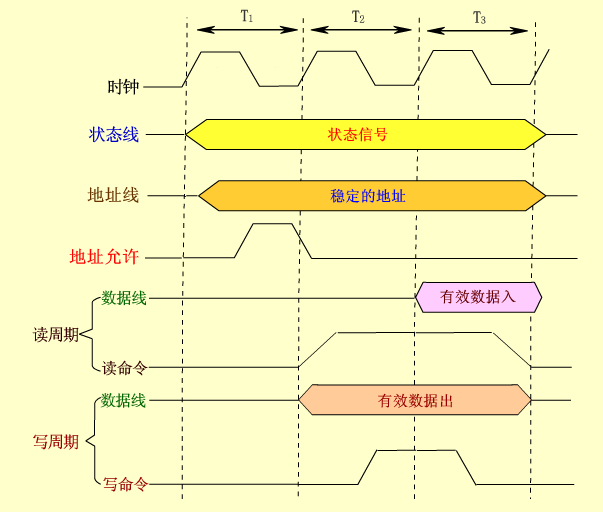 T1 T2 T3
时钟
状态线 状态信号
地址线 稳定的地址
地址允许
数据线 有效数据入
读周期
读命令
数据线 有效数据出
写周期
写命令